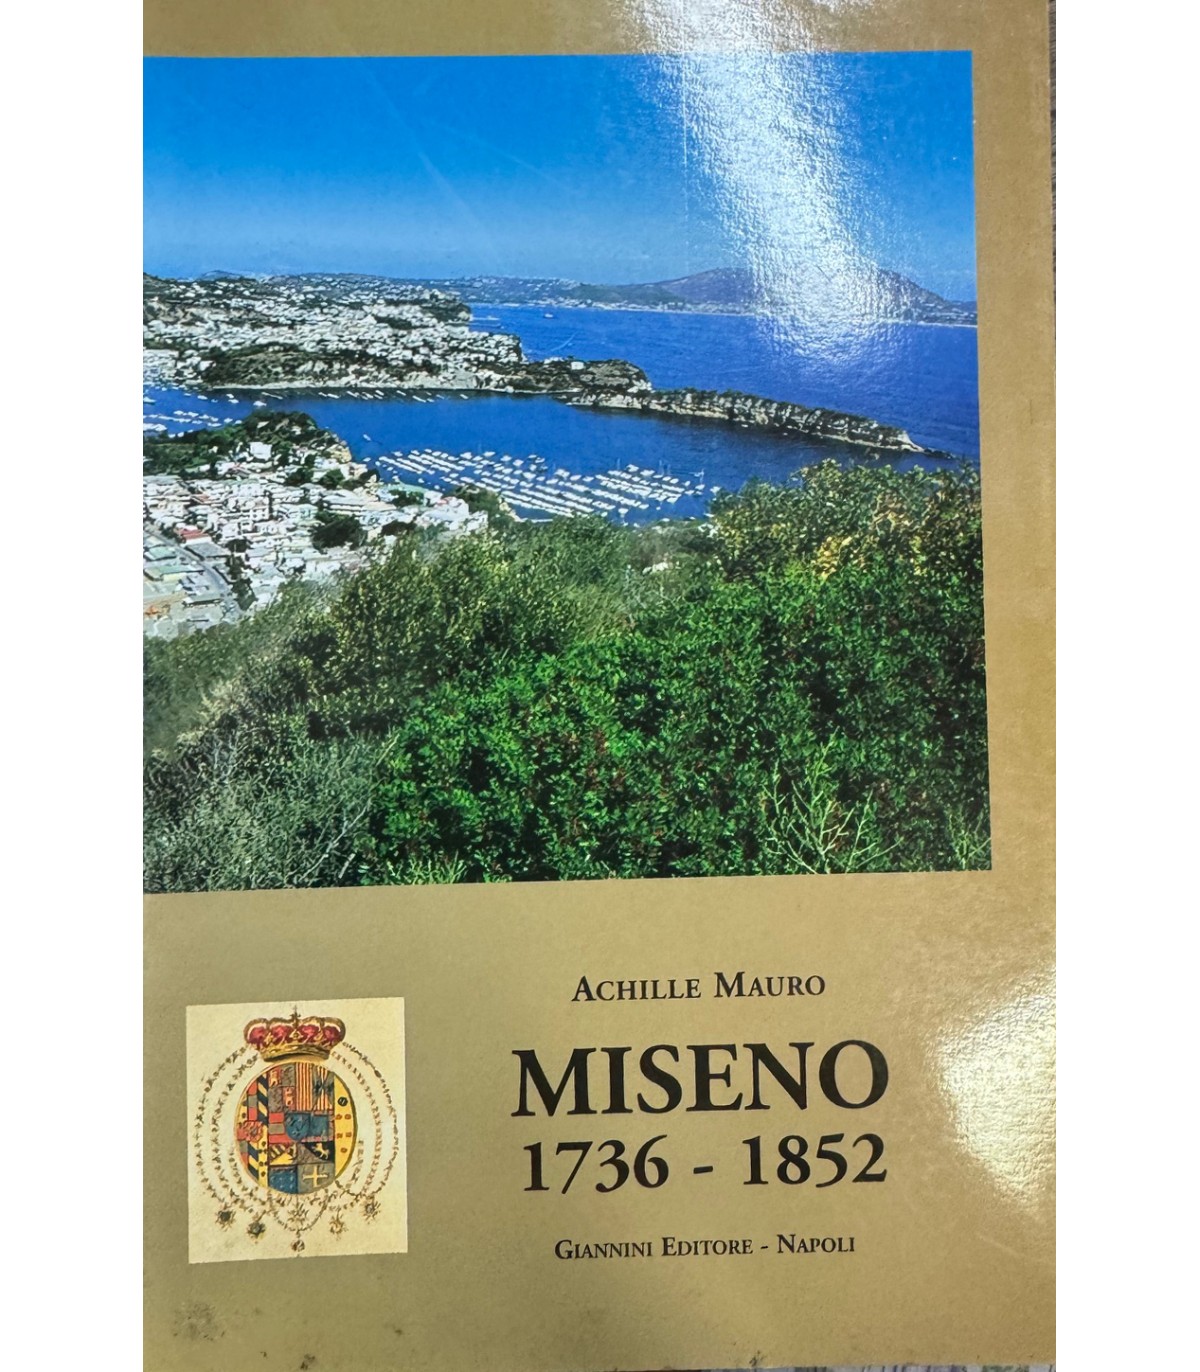 ACHILLE MAURO
MISENO
1736 - 1852
GIANNINI EDITORE - NAPOLI